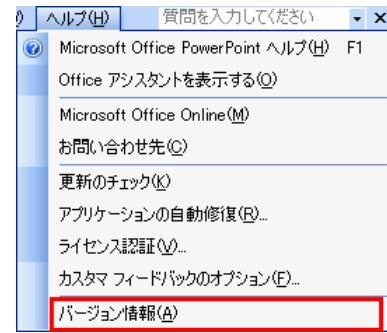 ヘルプ(H) 質問を入力してください
Microsoft Office PowerPoint ヘルプ(H) F1
Office アシスタントを表示する(O)
Microsoft Office Online(M)
お問い合わせ先(C)
更新のチェック(K)
アプリケーションの自動修復(R)...
ライセンス認証(V)...
カスタマ フィードバックのオプション(F)...
バージョン情報(A)